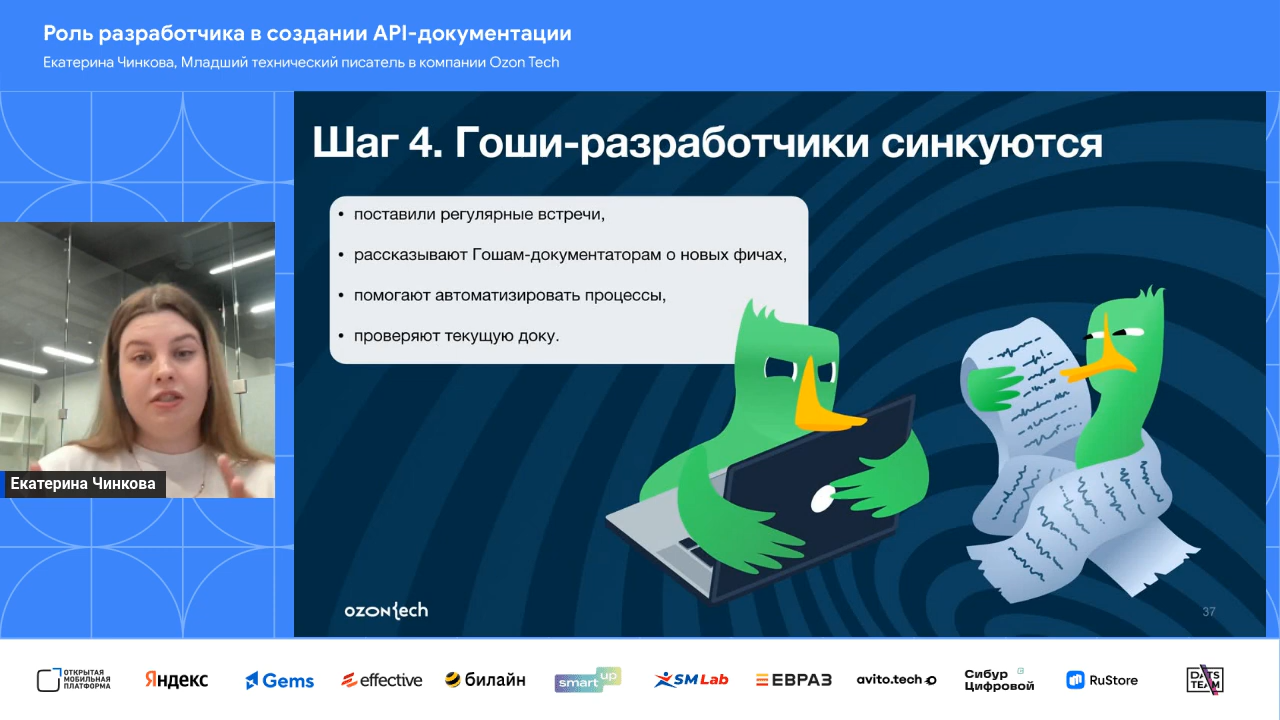 Роль разработчика в создании API-документации
Екатерина Чинкова, Младший технический писатель в компании Ozon Tech
Шаг 4. Гоши-разработчики синкуются
• поставили регулярные встречи,
• рассказывают Гошам-документаторам о новых фичах,
• помогают автоматизировать процессы,
• проверяют текущую доку.
Екатерина Чинкова
ozon{ech
37
ОТКРЫТАЯ
МОБИЛЬНАЯ
ПЛАТФОРМА
Яндекс
Gems
effective
билайн
smart up
SM Lab
ЕВРАЗ
avito.tech
Сибур
Цифровой
RuStore
DATS
TEAM